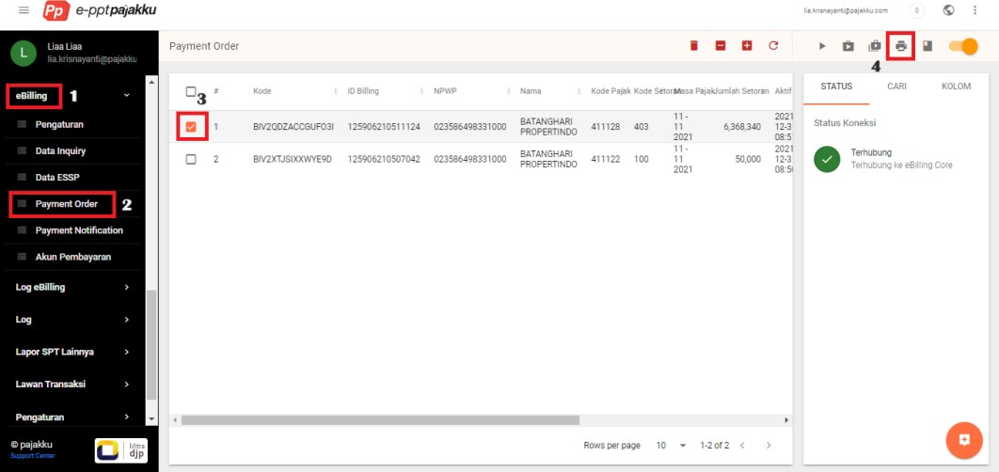 Pp e-pptpajakku
lia.krisnayanti@pajakku.com 0
L Liaa Liaa
lia.krisnayanti@pajakku
Payment Order
4
eBilling 1
Pengaturan
Data Inquiry
Data ESSP
Payment Order 2
Payment Notification
Akun Pembayaran
Log eBilling
Log
Lapor SPT Lainnya
Lawan Transaksi
Pengaturan
© pajakku
Support Center
Mitra
djp
3 # Kode ID Billing NPWP Nama Kode Pajak Kode Setoran Masa Pajak Jumlah Setoran Aktif
1 BIV2QDZACCGUFO3I 125906210511124 023586498331000 BATANGHARI PROPERTINDO 411128 403 11 - 11 2021 6,368,340 2021 12-3 08:5
2 BIV2XTJSIXXWYE9D 125906210507042 023586498331000 BATANGHARI PROPERTINDO 411122 100 11 - 11 2021 50,000 2021 12-3 08:50
Rows per page 10 1-2 of 2
STATUS CARI KOLOM
Status Koneksi
Terhubung
Terhubung ke eBilling Core